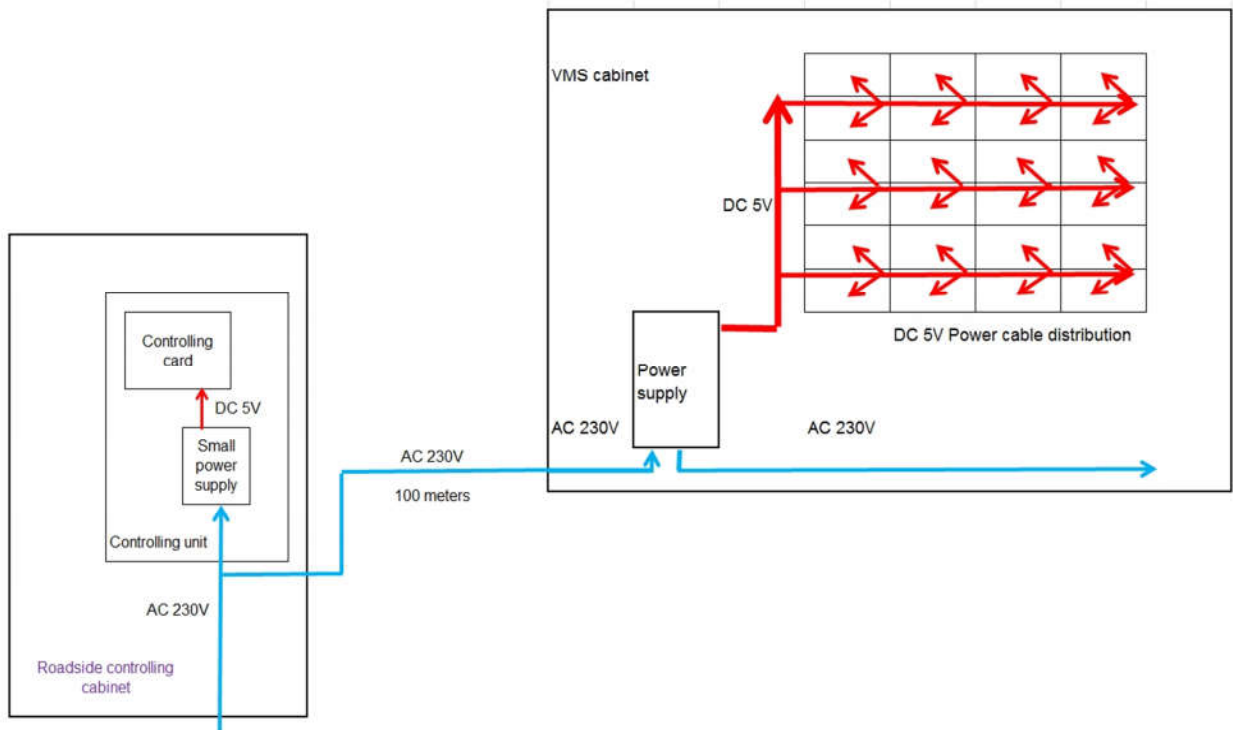 VMS cabinet
DC 5V
DC 5V Power cable distribution
Power
supply
AC 230V
AC 230V
Controlling
card
DC 5V
Small
power
supply
Controlling unit
AC 230V
100 meters
AC 230V
Roadside controlling
cabinet